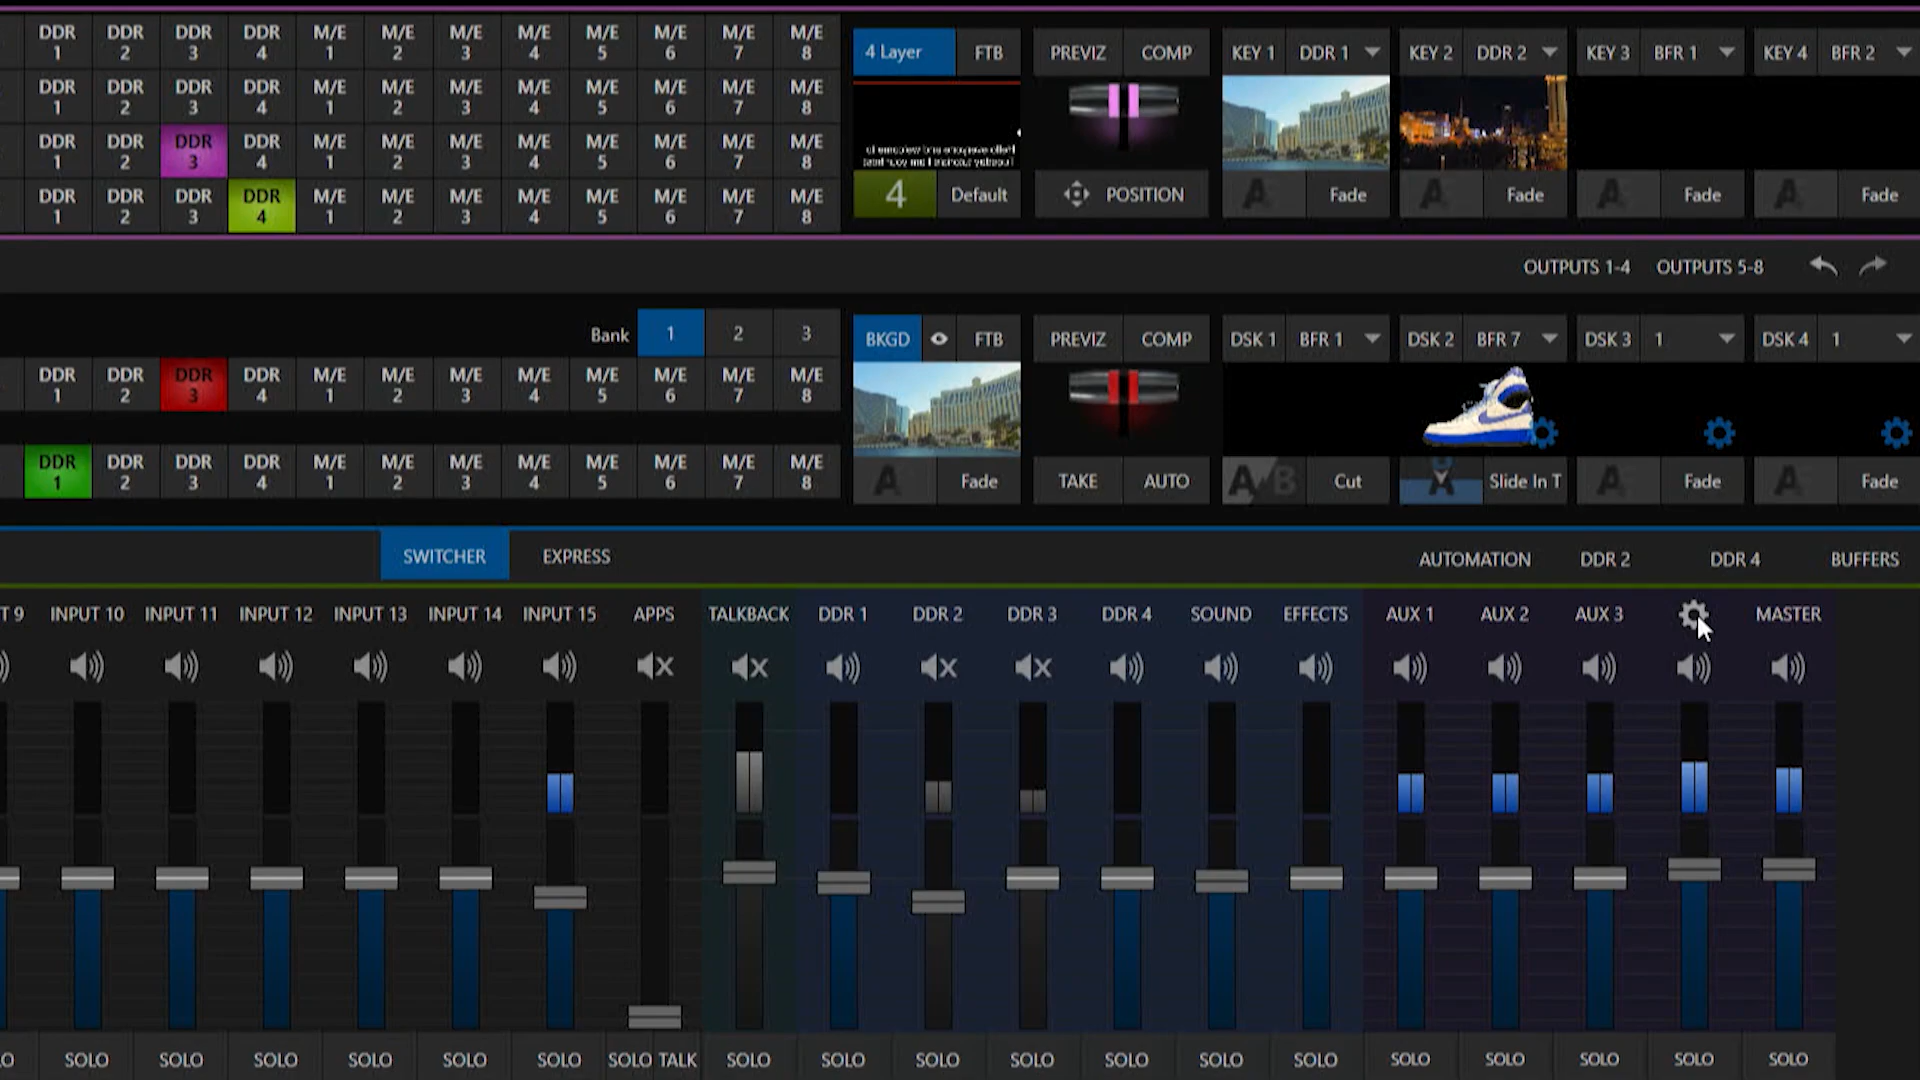 DDR 1 DDR 2 DDR 3 DDR 4 M/E 1 M/E 2 M/E 3 M/E 4 M/E 5 M/E 6 M/E 7 M/E 8
4 Layer FTB PREVIZ COMP KEY 1 DDR 1 KEY 2 DDR 2 KEY 3 BFR 1 KEY 4 BFR 2
DDR 1 DDR 2 DDR 3 DDR 4 M/E 1 M/E 2 M/E 3 M/E 4 M/E 5 M/E 6 M/E 7 M/E 8
DDR 1 DDR 2 DDR 3 DDR 4 M/E 1 M/E 2 M/E 3 M/E 4 M/E 5 M/E 6 M/E 7 M/E 8
DDR 1 DDR 2 DDR 3 DDR 4 M/E 1 M/E 2 M/E 3 M/E 4 M/E 5 M/E 6 M/E 7 M/E 8
4 Default POSITION A Fade A Fade A Fade A Fade
OUTPUTS 1-4 OUTPUTS 5-8
Bank 1 2 3
BKGD FTB PREVIZ COMP DSK 1 BFR 1 DSK 2 BFR 7 DSK 3 1 DSK 4 1
DDR 1 DDR 2 DDR 3 DDR 4 M/E 1 M/E 2 M/E 3 M/E 4 M/E 5 M/E 6 M/E 7 M/E 8
DDR 1 DDR 2 DDR 3 DDR 4 M/E 1 M/E 2 M/E 3 M/E 4 M/E 5 M/E 6 M/E 7 M/E 8
A Fade TAKE AUTO A B Cut Slide In T A Fade A Fade
SWITCHER EXPRESS AUTOMATION DDR 2 DDR 4 BUFFERS
T 9 INPUT 10 INPUT 11 INPUT 12 INPUT 13 INPUT 14 INPUT 15 APPS TALKBACK DDR 1 DDR 2 DDR 3 DDR 4 SOUND EFFECTS AUX 1 AUX 2 AUX 3 MASTER
LO SOLO SOLO SOLO SOLO SOLO SOLO SOLO TALK SOLO SOLO SOLO SOLO SOLO SOLO SOLO SOLO SOLO SOLO SOLO SOLO